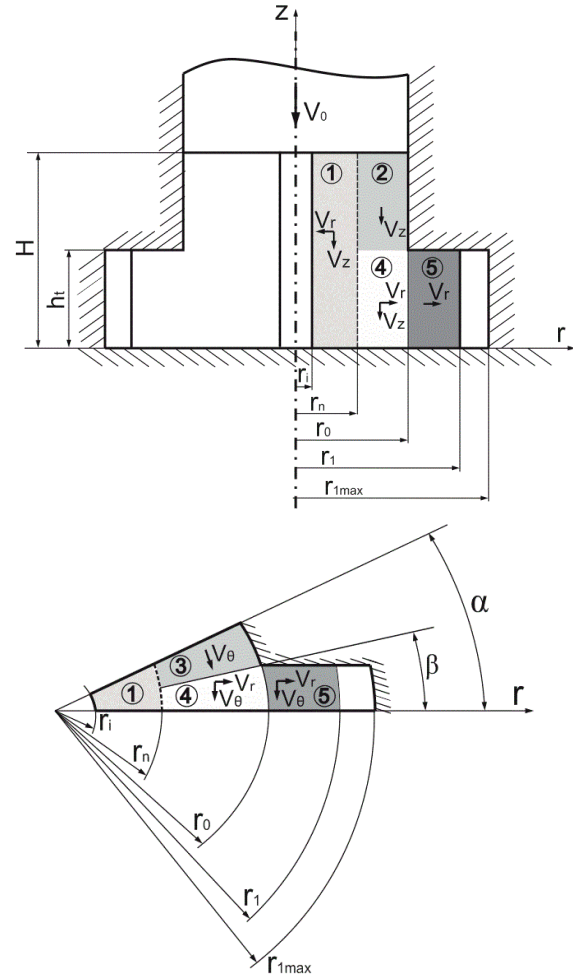 z
V₀
① ②
Vr
Vz
Vz
④ ⑤
Vr Vr
Vz
H
hₜ
r
rᵢ
rₙ
r₀
r₁
r₁max
α
β
③
Vθ
① ④ Vr Vr
Vθ Vθ ⑤
r
rᵢ
rₙ
r₀
r₁
r₁max